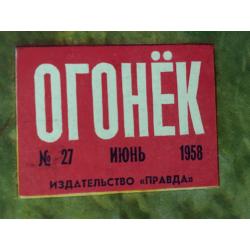 ОГОНЁК
№ 27 ИЮНЬ 1958
ИЗДАТЕЛЬСТВО «ПРАВДА»